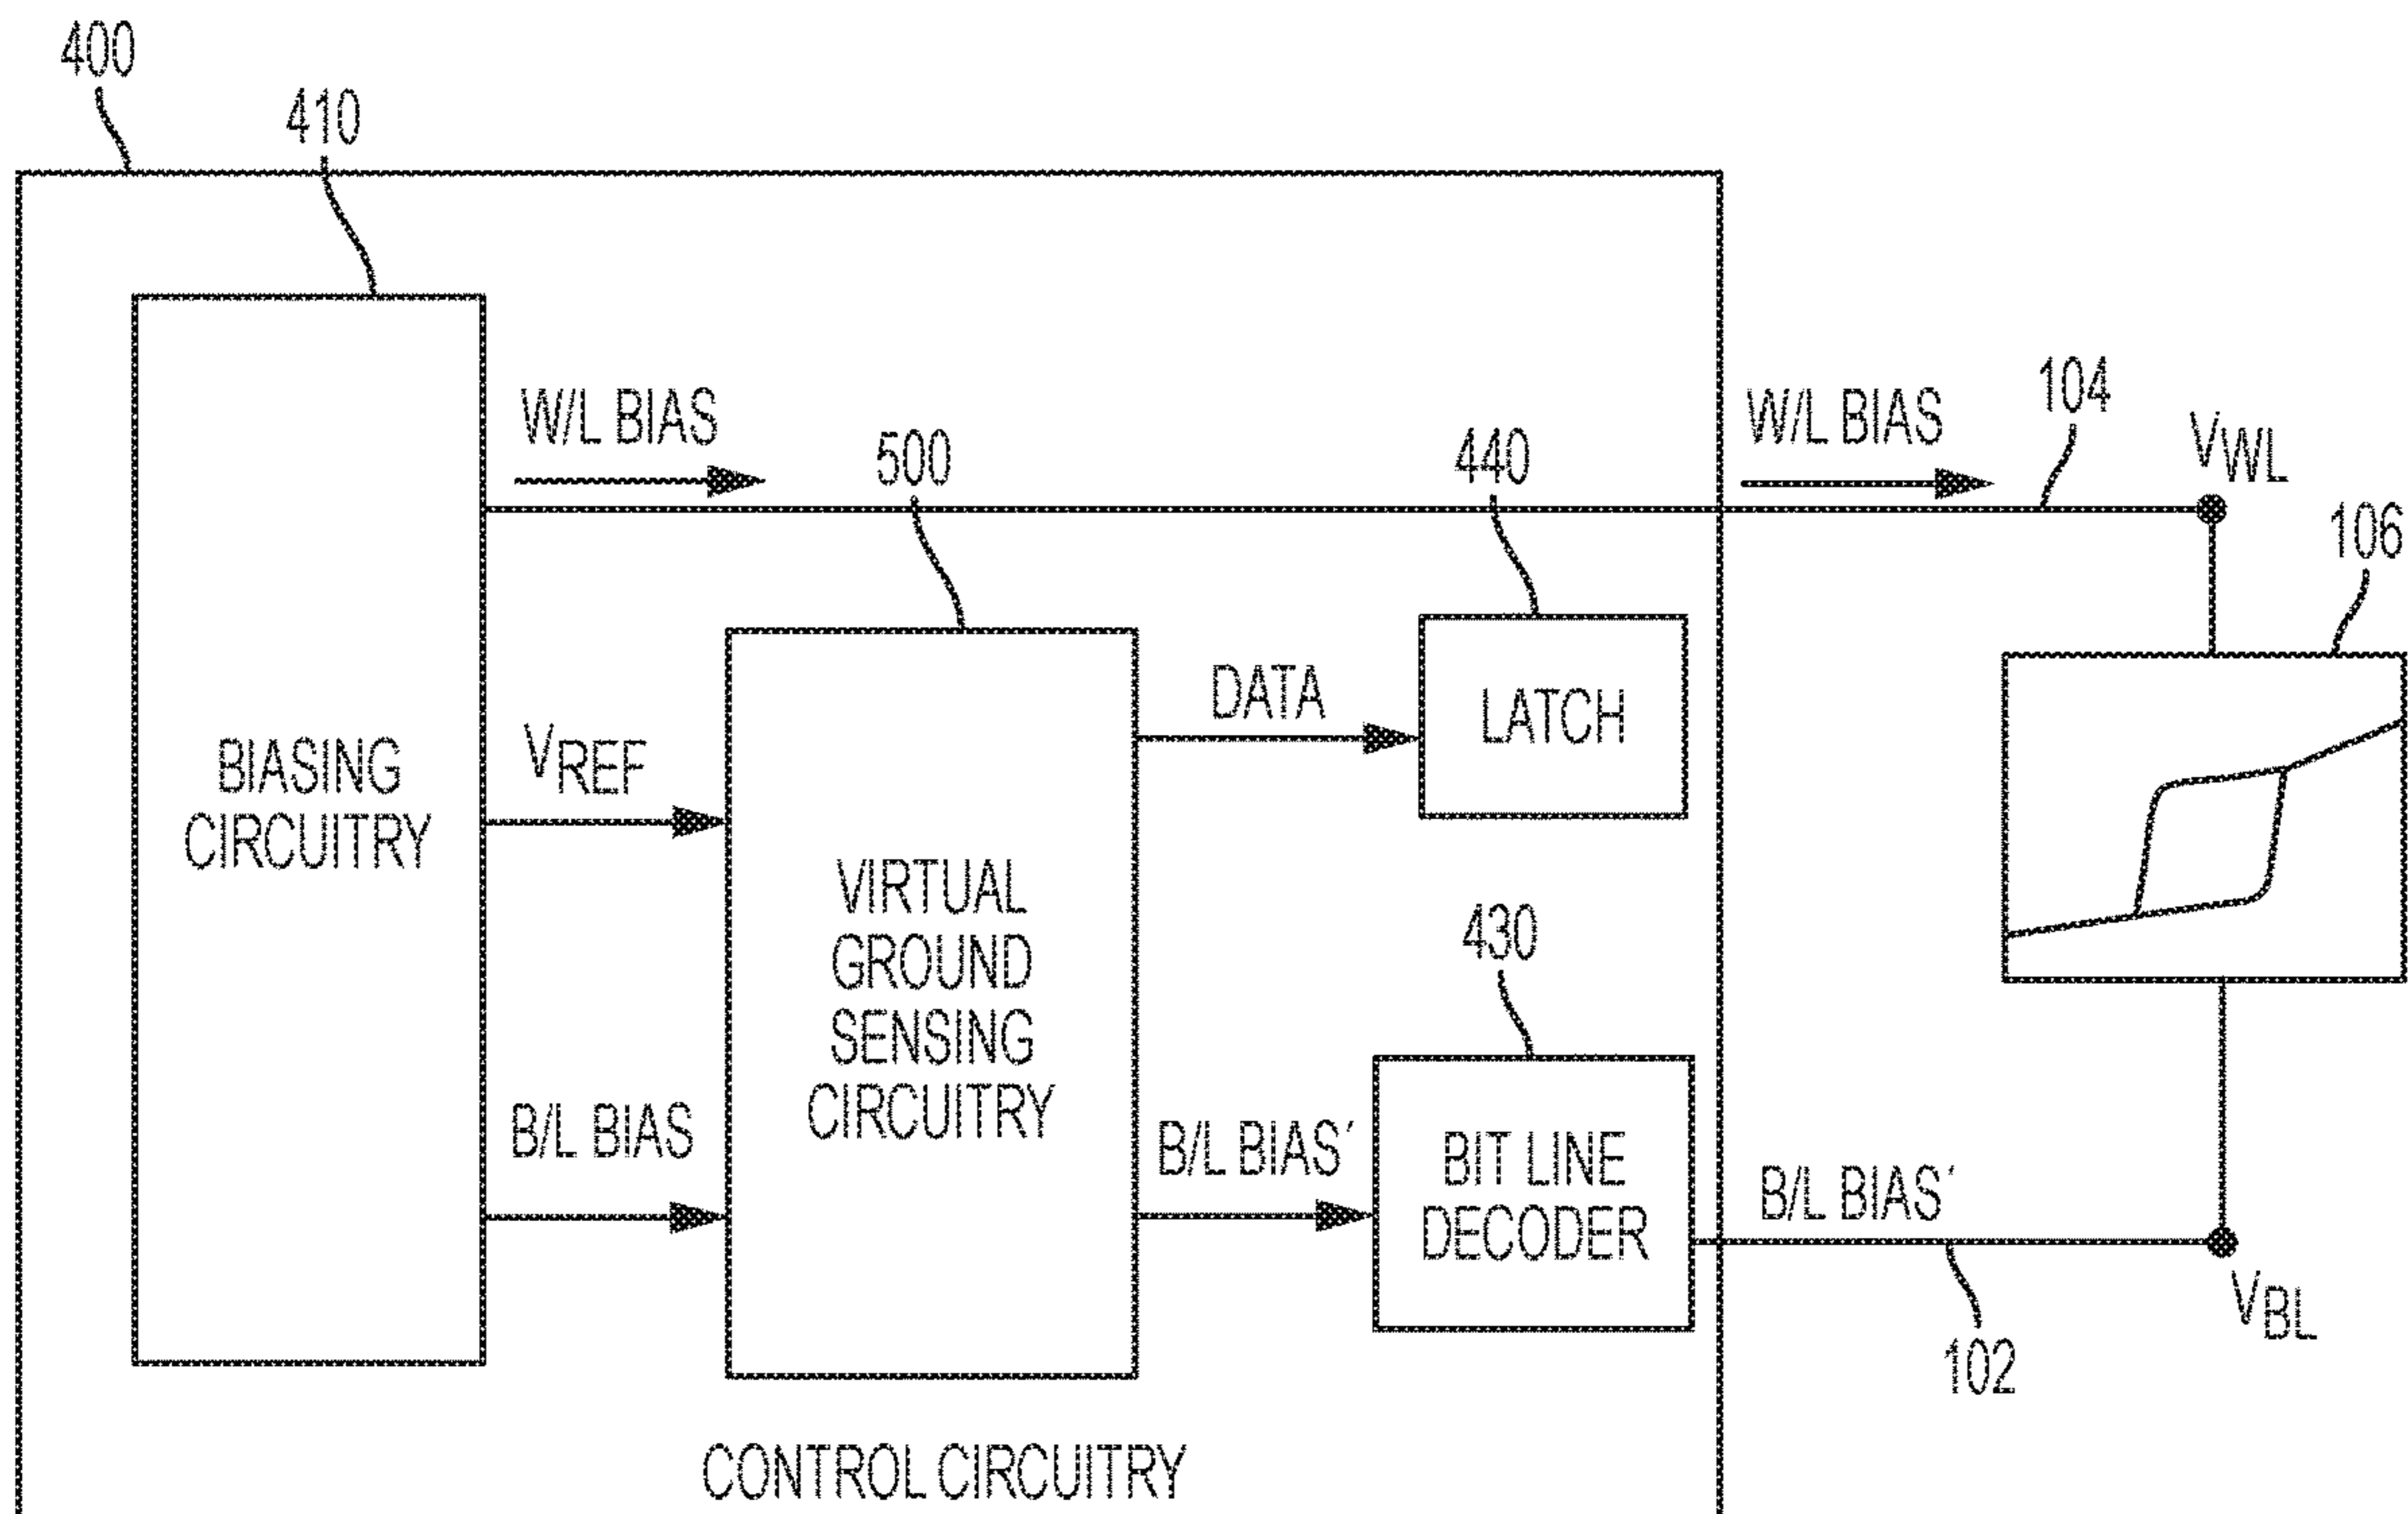 400
410
W/L BIAS
500
440
W/L BIAS
104
VWL
106
BIASING
CIRCUITRY
VREF
DATA
LATCH
VIRTUAL
GROUND
SENSING
CIRCUITRY
430
B/L BIAS
B/L BIAS′
BIT LINE
DECODER
B/L BIAS′
102
VBL
CONTROL CIRCUITRY